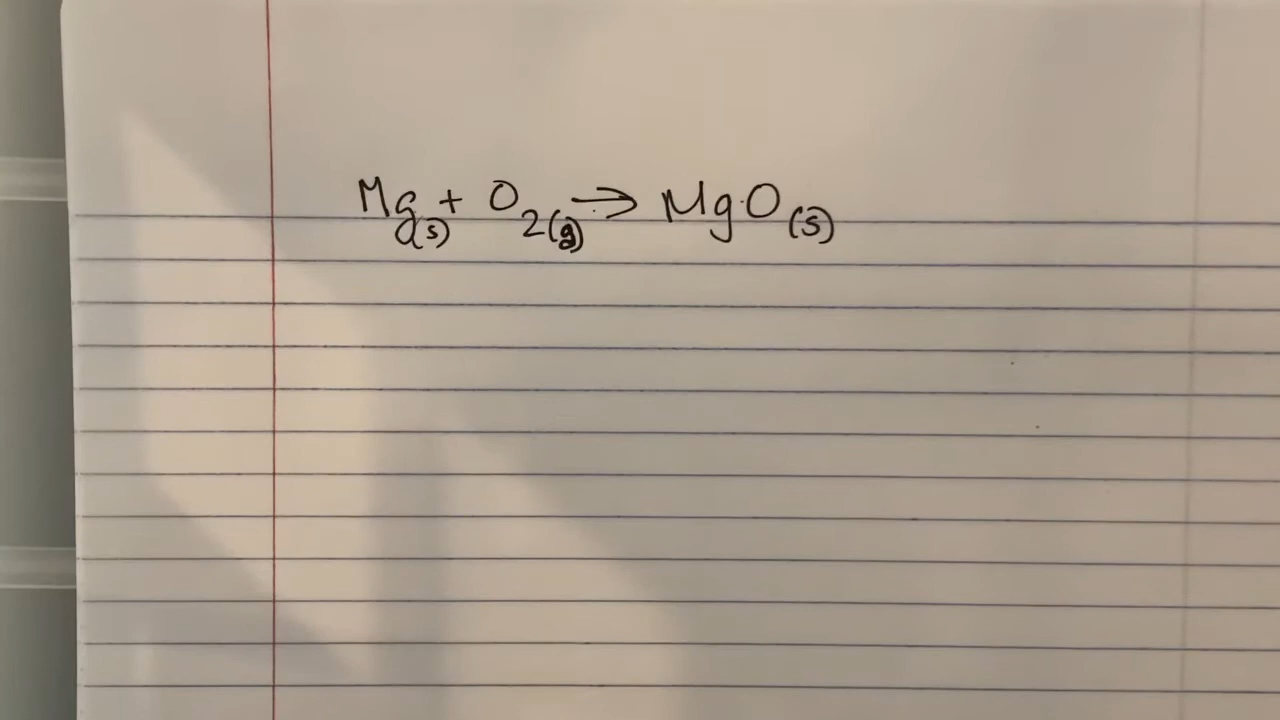 Mg(s) + O2(g) → MgO(s)